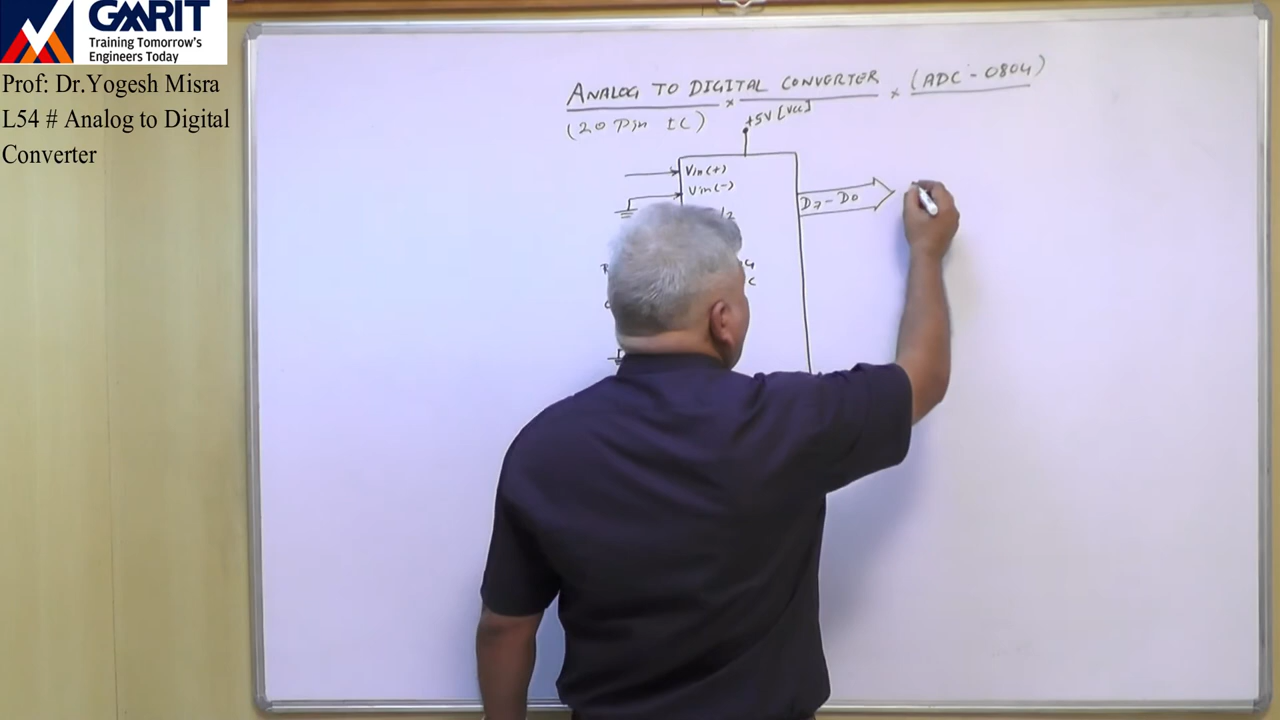 GMRIT
Training Tomorrow's
Engineers Today
Prof: Dr.Yogesh Misra
L54 # Analog to Digital
Converter
ANALOG TO DIGITAL CONVERTER (ADC-0804)
(20 Pin IC)
+5V [Vcc]
Vin(+)
Vin(-)
D7-D0